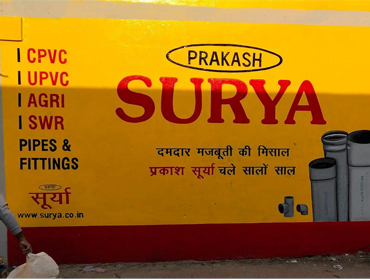 PRAKASH
SURYA
I CPVC
I UPVC
I AGRI
I SWR
PIPES &
FITTINGS
दमदार मजबूती की मिसाल
प्रकाश सूर्या चले सालों साल
सूर्या
www.surya.co.in